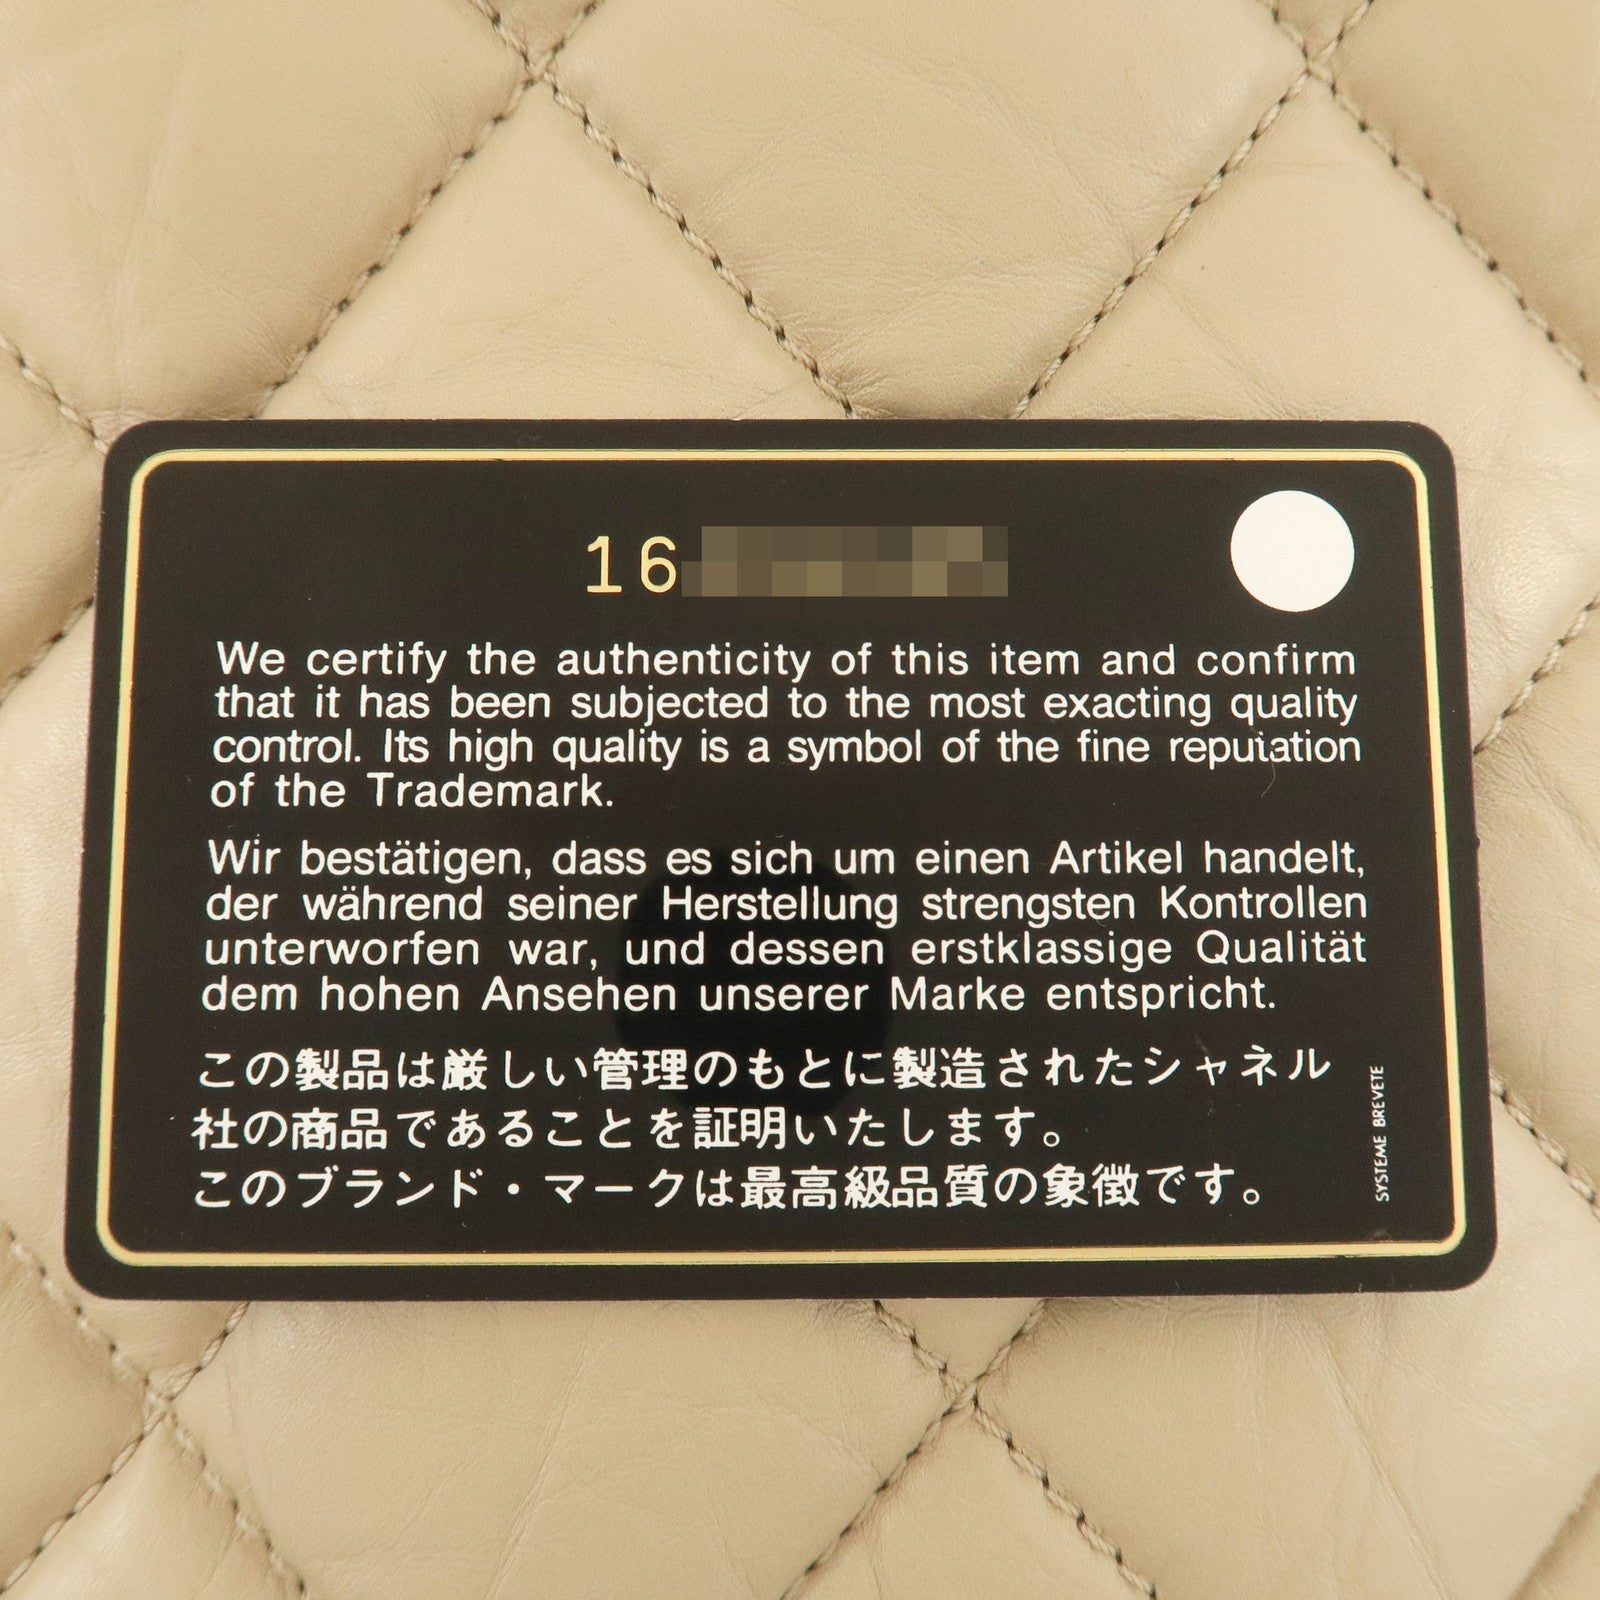 16
We certify the authenticity of this item and confirm
that it has been subjected to the most exacting quality
control. Its high quality is a symbol of the fine reputation
of the Trademark.
Wir bestätigen, dass es sich um einen Artikel handelt,
der während seiner Herstellung strengsten Kontrollen
unterworfen war, und dessen erstklassige Qualität
dem hohen Ansehen unserer Marke entspricht.
この製品は厳しい管理のもとに製造されたシャネル
社の商品であることを証明いたします。
このブランド・マークは最高級品質の象徴です。
SYSTEME BREVETE